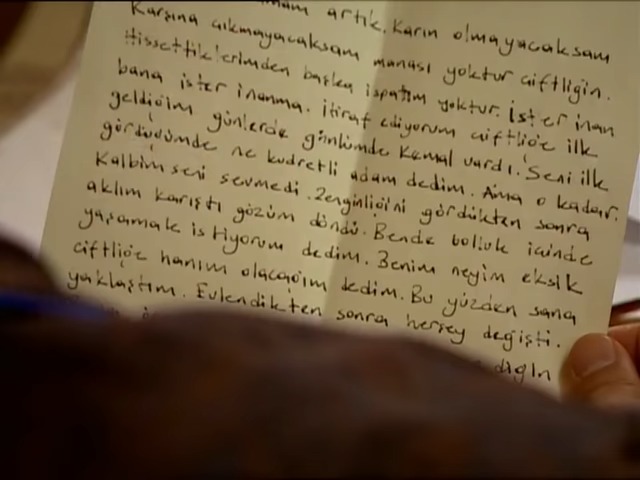 artık. Karın olmayacaksam
Karşına çıkmayacaksam manası yoktur çiftliğin.
Hissettiklerimden başka ispatım yoktur. İster inan
bana ister inanma. İtiraf ediyorum çiftliğe ilk
geldiğim günlerde gönlümde Kemal vardı. Seni ilk
gördüğümde ne kudretli adam dedim. Ama o kadar.
Kalbim seni sevmedi. Zenginliğini gördükten sonra
aklım karıştı gözüm döndü. Bende bolluk içinde
yaşamak istiyorum dedim. Benim neyim eksik
çiftliğe hanım olacağım dedim. Bu yüzden sana
yaklaştım. Evlendikten sonra herşey değişti.